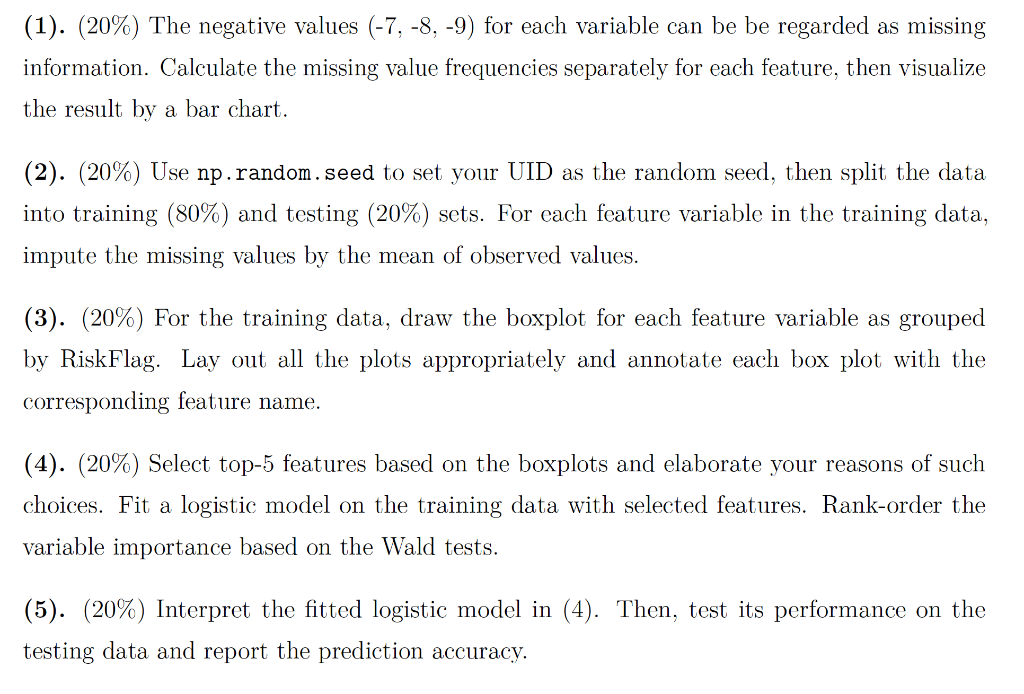 (1). (20%) The negative values (-7, -8, -9) for each variable can be be regarded as missing
information. Calculate the missing value frequencies separately for each feature, then visualize
the result by a bar chart.
(2). (20%) Use np.random.seed to set your UID as the random seed, then split the data
into training (80%) and testing (20%) sets. For each feature variable in the training data,
impute the missing values by the mean of observed values.
(3). (20%) For the training data, draw the boxplot for each feature variable as grouped
by RiskFlag. Lay out all the plots appropriately and annotate each box plot with the
corresponding feature name.
(4). (20%) Select top-5 features based on the boxplots and elaborate your reasons of such
choices. Fit a logistic model on the training data with selected features. Rank-order the
variable importance based on the Wald tests.
(5). (20%) Interpret the fitted logistic model in (4). Then, test its performance on the
testing data and report the prediction accuracy.